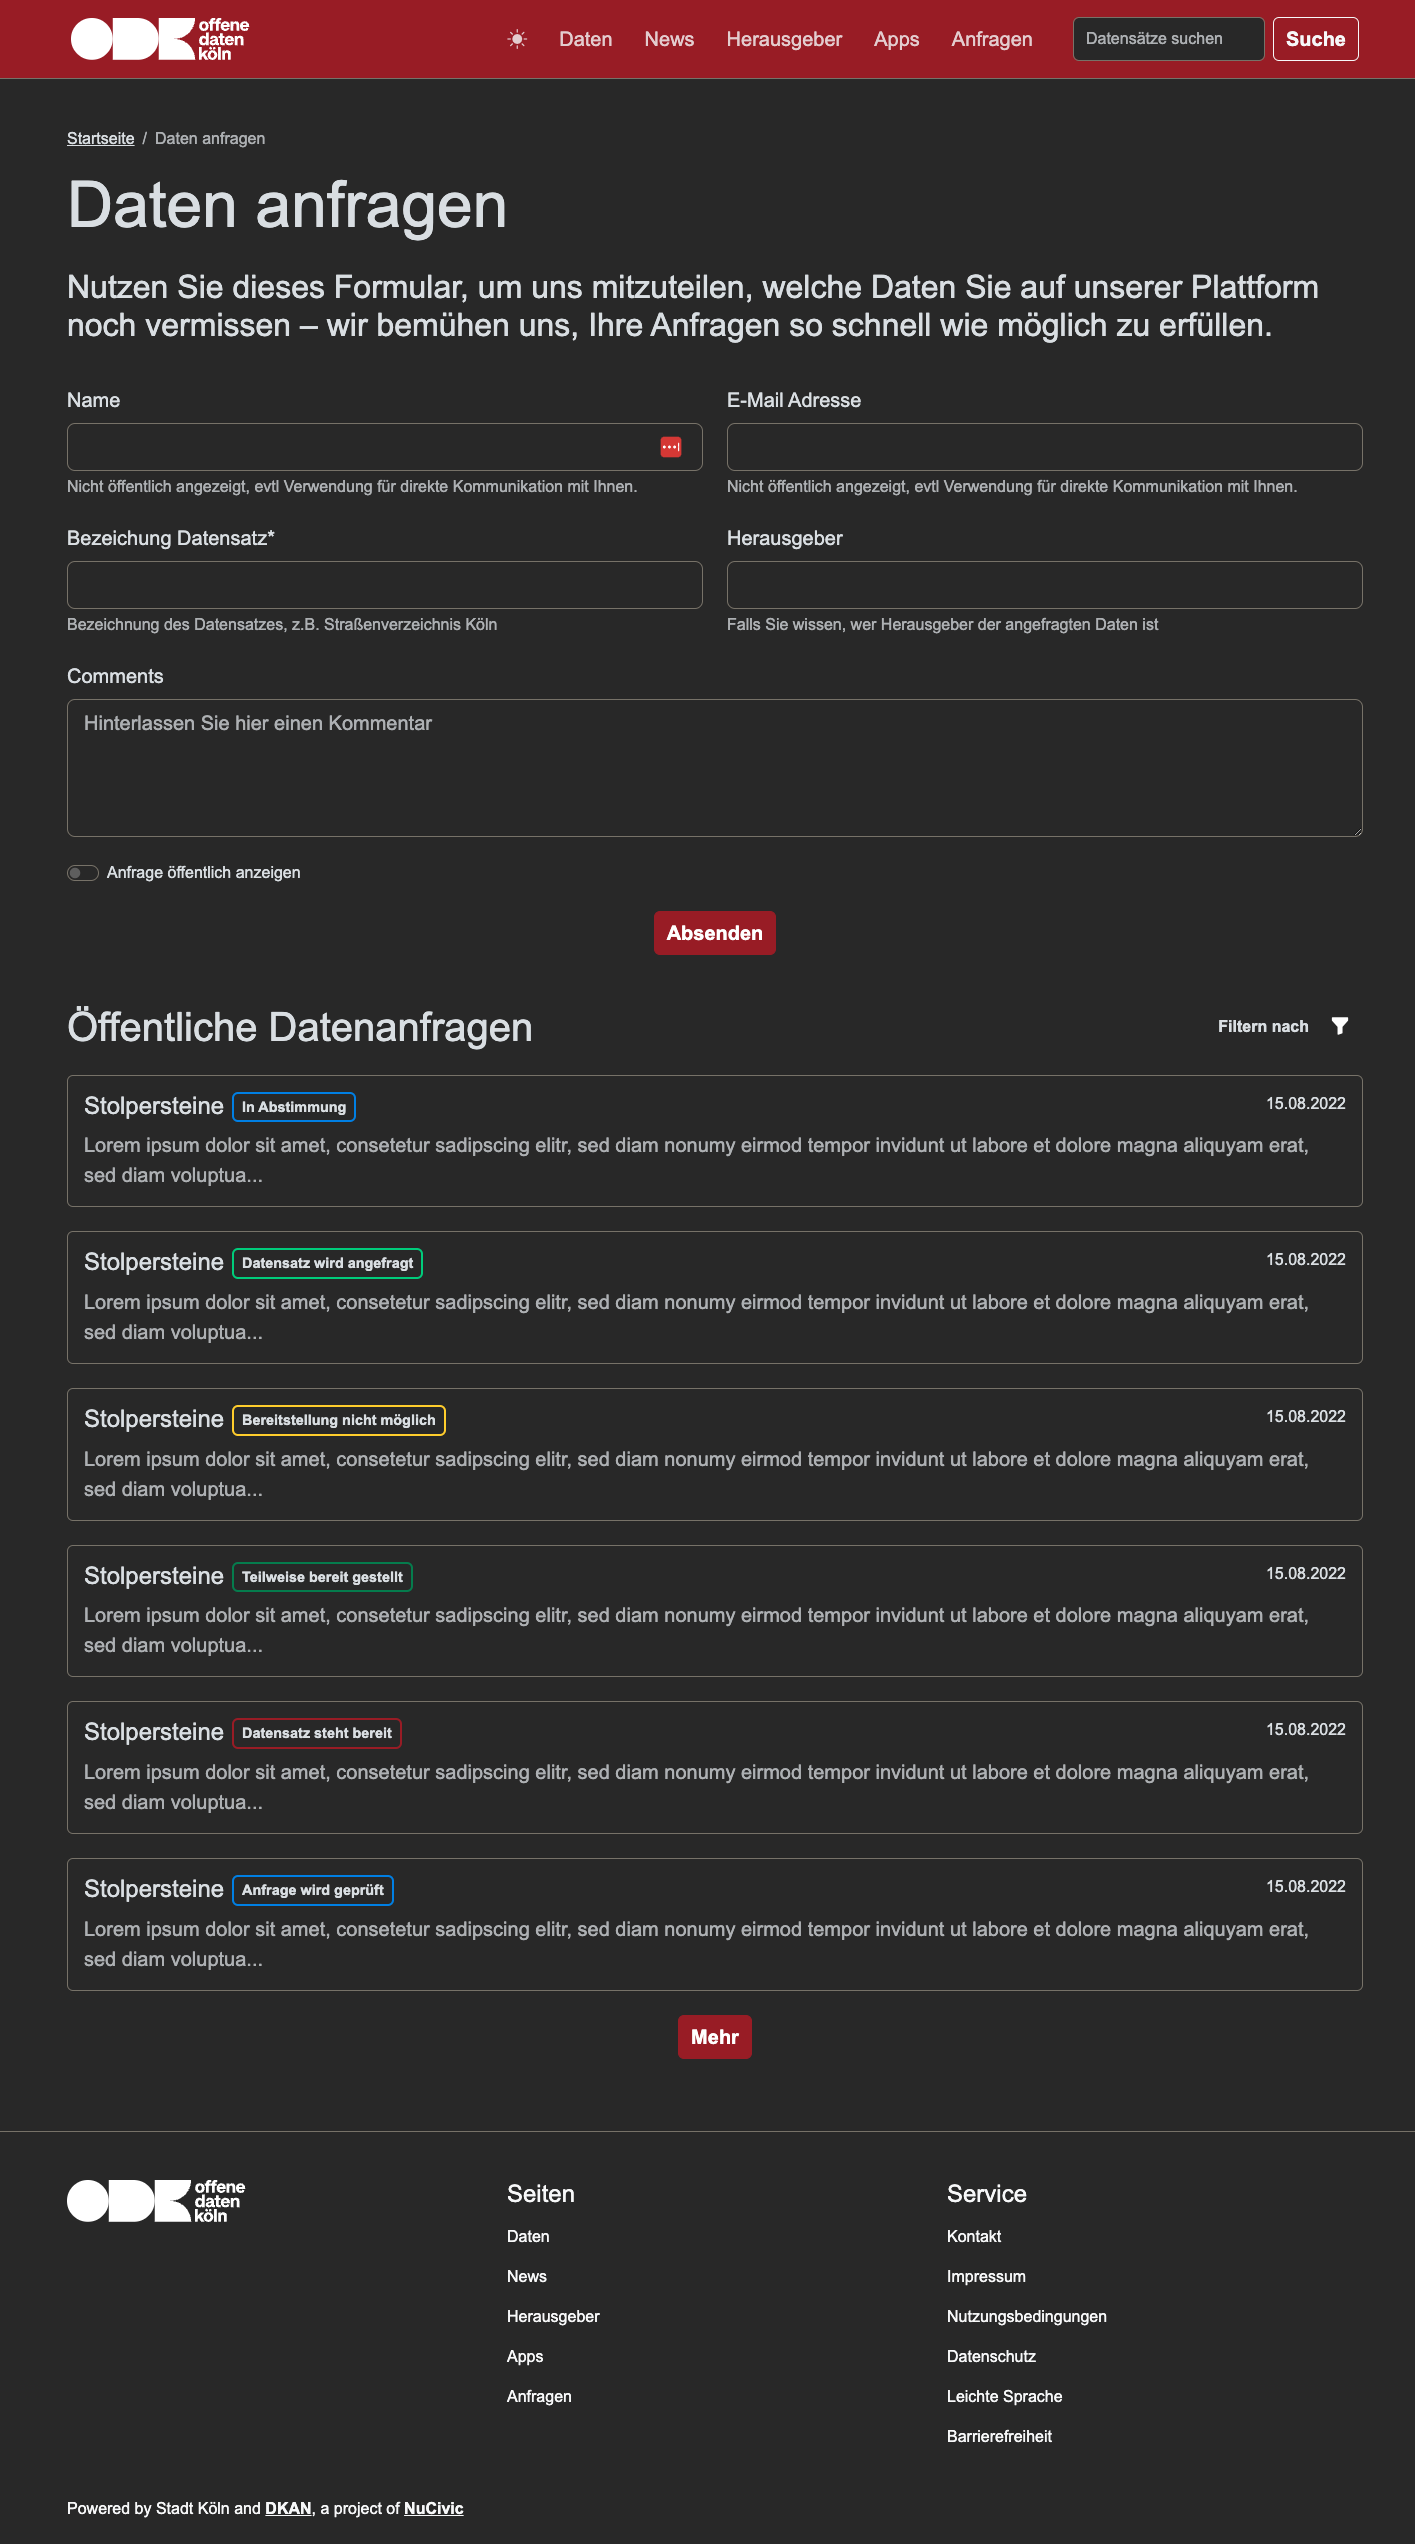 ODK offene daten köln
Daten News Herausgeber Apps Anfragen Datensätze suchen Suche
Startseite / Daten anfragen
Daten anfragen
Nutzen Sie dieses Formular, um uns mitzuteilen, welche Daten Sie auf unserer Plattform
noch vermissen – wir bemühen uns, Ihre Anfragen so schnell wie möglich zu erfüllen.
Name
Nicht öffentlich angezeigt, evtl Verwendung für direkte Kommunikation mit Ihnen.
E-Mail Adresse
Nicht öffentlich angezeigt, evtl Verwendung für direkte Kommunikation mit Ihnen.
Bezeichung Datensatz*
Bezeichnung des Datensatzes, z.B. Straßenverzeichnis Köln
Herausgeber
Falls Sie wissen, wer Herausgeber der angefragten Daten ist
Comments
Hinterlassen Sie hier einen Kommentar
Anfrage öffentlich anzeigen
Absenden
Öffentliche Datenanfragen Filtern nach
Stolpersteine In Abstimmung 15.08.2022
Lorem ipsum dolor sit amet, consetetur sadipscing elitr, sed diam nonumy eirmod tempor invidunt ut labore et dolore magna aliquyam erat,
sed diam voluptua...
Stolpersteine Datensatz wird angefragt 15.08.2022
Lorem ipsum dolor sit amet, consetetur sadipscing elitr, sed diam nonumy eirmod tempor invidunt ut labore et dolore magna aliquyam erat,
sed diam voluptua...
Stolpersteine Bereitstellung nicht möglich 15.08.2022
Lorem ipsum dolor sit amet, consetetur sadipscing elitr, sed diam nonumy eirmod tempor invidunt ut labore et dolore magna aliquyam erat,
sed diam voluptua...
Stolpersteine Teilweise bereit gestellt 15.08.2022
Lorem ipsum dolor sit amet, consetetur sadipscing elitr, sed diam nonumy eirmod tempor invidunt ut labore et dolore magna aliquyam erat,
sed diam voluptua...
Stolpersteine Datensatz steht bereit 15.08.2022
Lorem ipsum dolor sit amet, consetetur sadipscing elitr, sed diam nonumy eirmod tempor invidunt ut labore et dolore magna aliquyam erat,
sed diam voluptua...
Stolpersteine Anfrage wird geprüft 15.08.2022
Lorem ipsum dolor sit amet, consetetur sadipscing elitr, sed diam nonumy eirmod tempor invidunt ut labore et dolore magna aliquyam erat,
sed diam voluptua...
Mehr
ODK offene daten köln
Seiten
Daten
News
Herausgeber
Apps
Anfragen
Service
Kontakt
Impressum
Nutzungsbedingungen
Datenschutz
Leichte Sprache
Barrierefreiheit
Powered by Stadt Köln and DKAN, a project of NuCivic